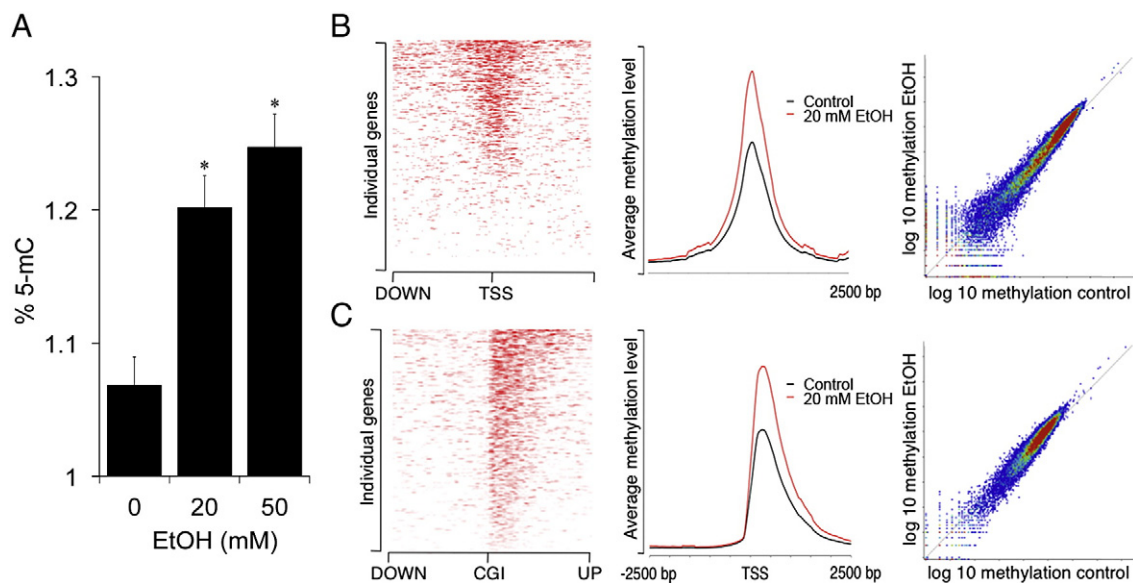 A
1.3
1.2
1.1
1
% 5-mC
*
*
0 20 50
EtOH (mM)
B
Individual genes
DOWN TSS
Average methylation level
Control
20 mM EtOH
2500 bp
log 10 methylation EtOH
log 10 methylation control
C
Individual genes
DOWN CGI UP
Average methylation level
Control
20 mM EtOH
-2500 bp TSS 2500 bp
log 10 methylation EtOH
log 10 methylation control